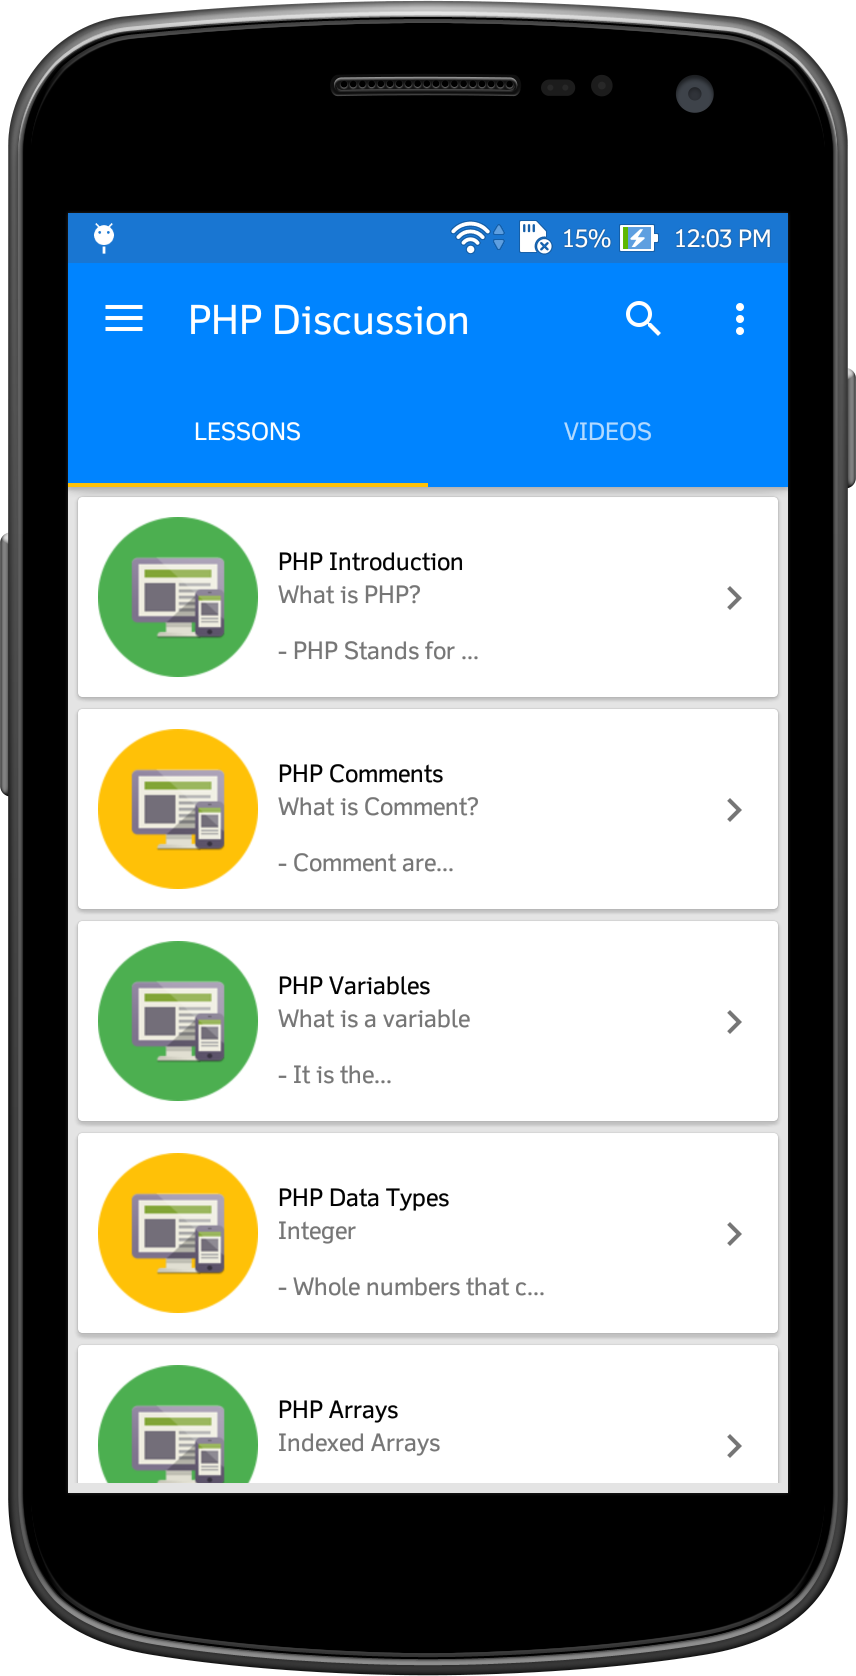 15% 12:03 PM
PHP Discussion
LESSONS VIDEOS
PHP Introduction
What is PHP?
- PHP Stands for ...
PHP Comments
What is Comment?
- Comment are...
PHP Variables
What is a variable
- It is the...
PHP Data Types
Integer
- Whole numbers that c...
PHP Arrays
Indexed Arrays